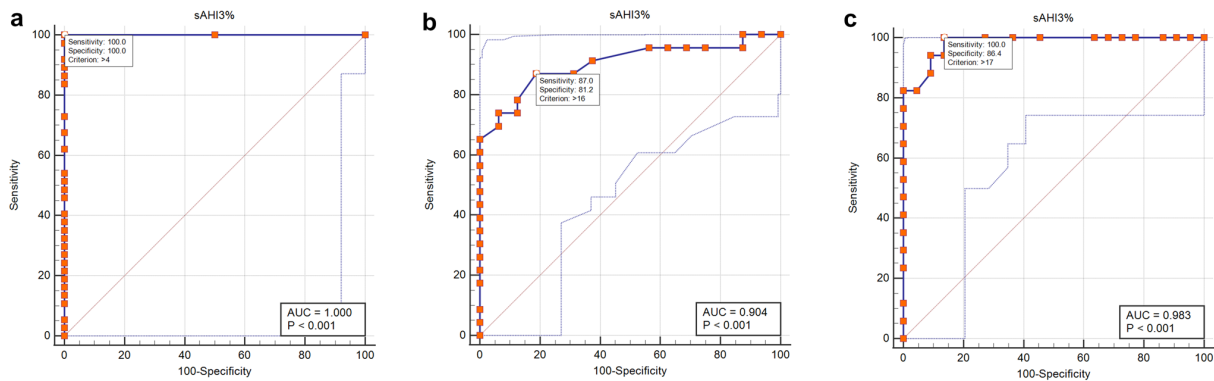 a
sAHI3%
Sensitivity
100
80
60
40
20
0
Sensitivity: 100.0
Specificity: 100.0
Criterion: >4
AUC = 1.000
P < 0.001
0 20 40 60 80 100
100-Specificity
b
sAHI3%
Sensitivity
100
80
60
40
20
0
Sensitivity: 87.0
Specificity: 81.2
Criterion: >16
AUC = 0.904
P < 0.001
0 20 40 60 80 100
100-Specificity
c
sAHI3%
Sensitivity
100
80
60
40
20
0
Sensitivity: 100.0
Specificity: 86.4
Criterion: >17
AUC = 0.983
P < 0.001
0 20 40 60 80 100
100-Specificity